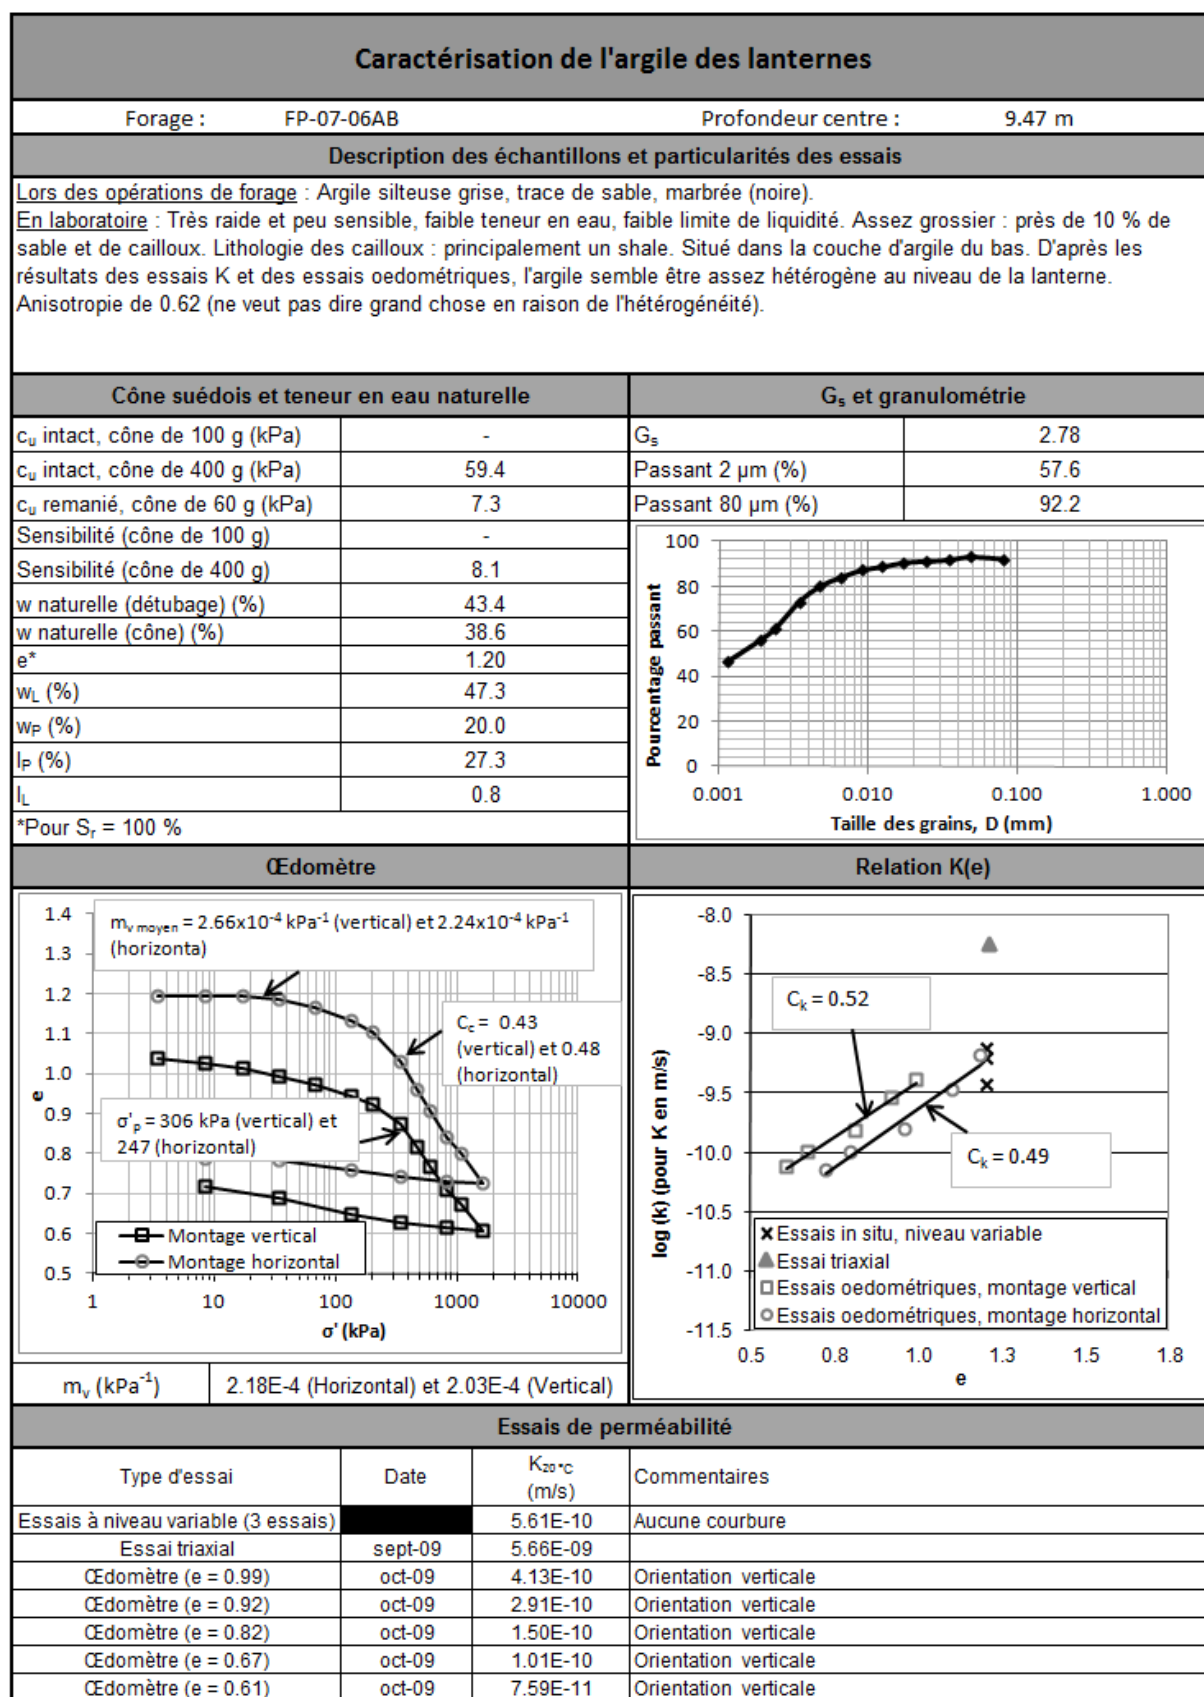 Caractérisation de l'argile des lanternes
Forage : FP-07-06AB Profondeur centre : 9.47 m
Description des échantillons et particularités des essais
Lors des opérations de forage : Argile silteuse grise, trace de sable, marbrée (noire).
En laboratoire : Très raide et peu sensible, faible teneur en eau, faible limite de liquidité. Assez grossier : près de 10 % de
sable et de cailloux. Lithologie des cailloux : principalement un shale. Situé dans la couche d'argile du bas. D'après les
résultats des essais K et des essais oedométriques, l'argile semble être assez hétérogène au niveau de la lanterne.
Anisotropie de 0.62 (ne veut pas dire grand chose en raison de l'hétérogénéité).
Cône suédois et teneur en eau naturelle
cu intact, cône de 100 g (kPa) -
cu intact, cône de 400 g (kPa) 59.4
cu remanié, cône de 60 g (kPa) 7.3
Sensibilité (cône de 100 g) -
Sensibilité (cône de 400 g) 8.1
w naturelle (détubage) (%) 43.4
w naturelle (cône) (%) 38.6
e* 1.20
wL (%) 47.3
wP (%) 20.0
IP (%) 27.3
IL 0.8
*Pour Sr = 100 %
Gs et granulométrie
Gs 2.78
Passant 2 µm (%) 57.6
Passant 80 µm (%) 92.2
Pourcentage passant
100
80
60
40
20
0
0.001 0.010 0.100 1.000
Taille des grains, D (mm)
Œdomètre
mv moyen = 2.66x10-4 kPa-1 (vertical) et 2.24x10-4 kPa-1
(horizonta)
Cc = 0.43
(vertical) et 0.48
(horizontal)
σ'p = 306 kPa (vertical) et
247 (horizontal)
e
1.4
1.3
1.2
1.1
1.0
0.9
0.8
0.7
0.6
0.5
Montage vertical
Montage horizontal
1 10 100 1000 10000
σ' (kPa)
mv (kPa-1) 2.18E-4 (Horizontal) et 2.03E-4 (Vertical)
Relation K(e)
log (k) (pour K en m/s)
-8.0
-8.5
-9.0
-9.5
-10.0
-10.5
-11.0
-11.5
Ck = 0.52
Ck = 0.49
Essais in situ, niveau variable
Essai triaxial
Essais oedométriques, montage vertical
Essais oedométriques, montage horizontal
0.5 0.8 1.0 1.3 1.5 1.8
e
Essais de perméabilité
Type d'essai Date K20°C (m/s) Commentaires
Essais à niveau variable (3 essais) 5.61E-10 Aucune courbure
Essai triaxial sept-09 5.66E-09
Œdomètre (e = 0.99) oct-09 4.13E-10 Orientation verticale
Œdomètre (e = 0.92) oct-09 2.91E-10 Orientation verticale
Œdomètre (e = 0.82) oct-09 1.50E-10 Orientation verticale
Œdomètre (e = 0.67) oct-09 1.01E-10 Orientation verticale
Œdomètre (e = 0.61) oct-09 7.59E-11 Orientation verticale